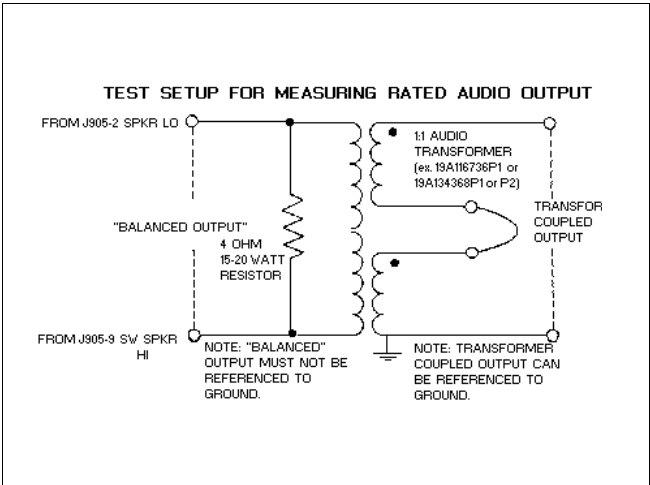 TEST SETUP FOR MEASURING RATED AUDIO OUTPUT
FROM J905-2 SPKR LO
1:1 AUDIO
TRANSFORMER
(ex. 19A116736P1 or
19A134368P1 or P2)
TRANSFOR
COUPLED
OUTPUT
"BALANCED OUTPUT"
4 OHM
15-20 WATT
RESISTOR
FROM J905-9 SW SPKR
HI
NOTE: "BALANCED"
OUTPUT MUST NOT BE
REFERENCED TO
GROUND.
NOTE: TRANSFORMER
COUPLED OUTPUT CAN
BE REFERENCED TO
GROUND.